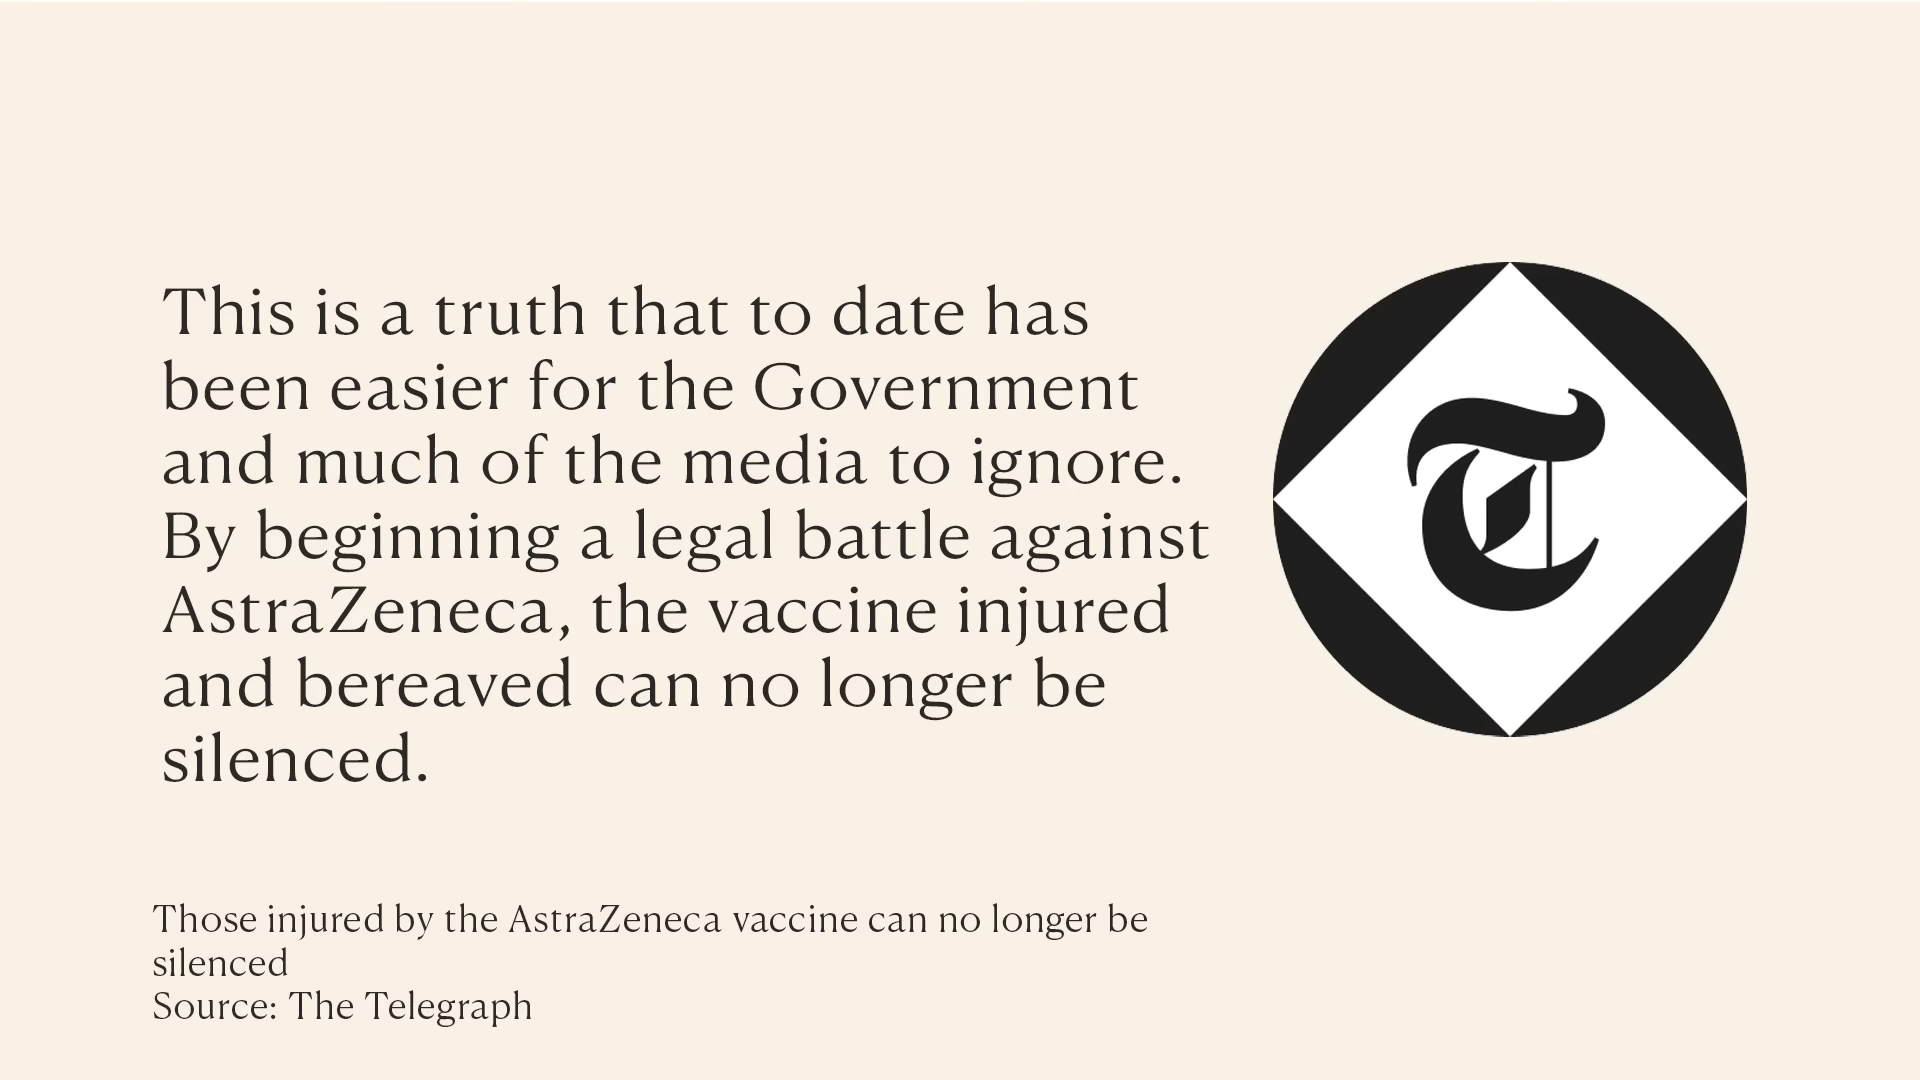 This is a truth that to date has
been easier for the Government
and much of the media to ignore.
By beginning a legal battle against
AstraZeneca, the vaccine injured
and bereaved can no longer be
silenced.
T
Those injured by the AstraZeneca vaccine can no longer be
silenced
Source: The Telegraph